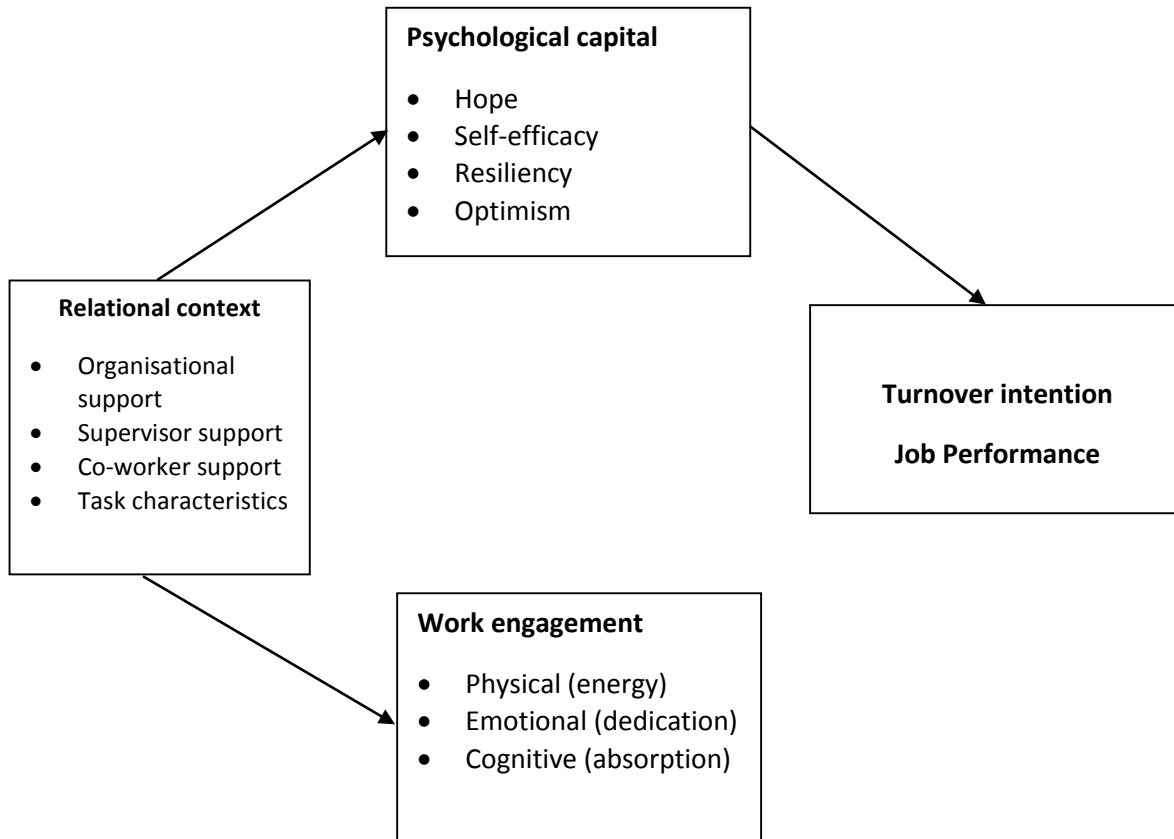 Psychological capital
• Hope
• Self-efficacy
• Resiliency
• Optimism
Relational context
• Organisational
support
• Supervisor support
• Co-worker support
• Task characteristics
Turnover intention
Job Performance
Work engagement
• Physical (energy)
• Emotional (dedication)
• Cognitive (absorption)